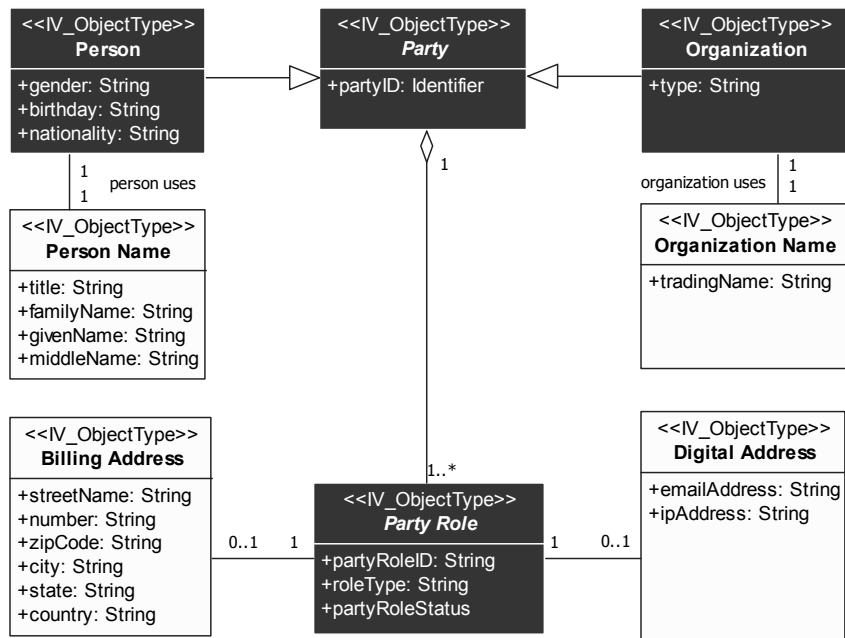 <<IV_ObjectType>>
Person
+gender: String
+birthday: String
+nationality: String
<<IV_ObjectType>>
Party
+partyID: Identifier
<<IV_ObjectType>>
Organization
+type: String
1
person uses
1
1
1
organization uses
1
<<IV_ObjectType>>
Person Name
+title: String
+familyName: String
+givenName: String
+middleName: String
<<IV_ObjectType>>
Organization Name
+tradingName: String
<<IV_ObjectType>>
Billing Address
+streetName: String
+number: String
+zipCode: String
+city: String
+state: String
+country: String
0..1
1
1..*
<<IV_ObjectType>>
Party Role
+partyRoleID: String
+roleType: String
+partyRoleStatus
1
0..1
<<IV_ObjectType>>
Digital Address
+emailAddress: String
+ipAddress: String